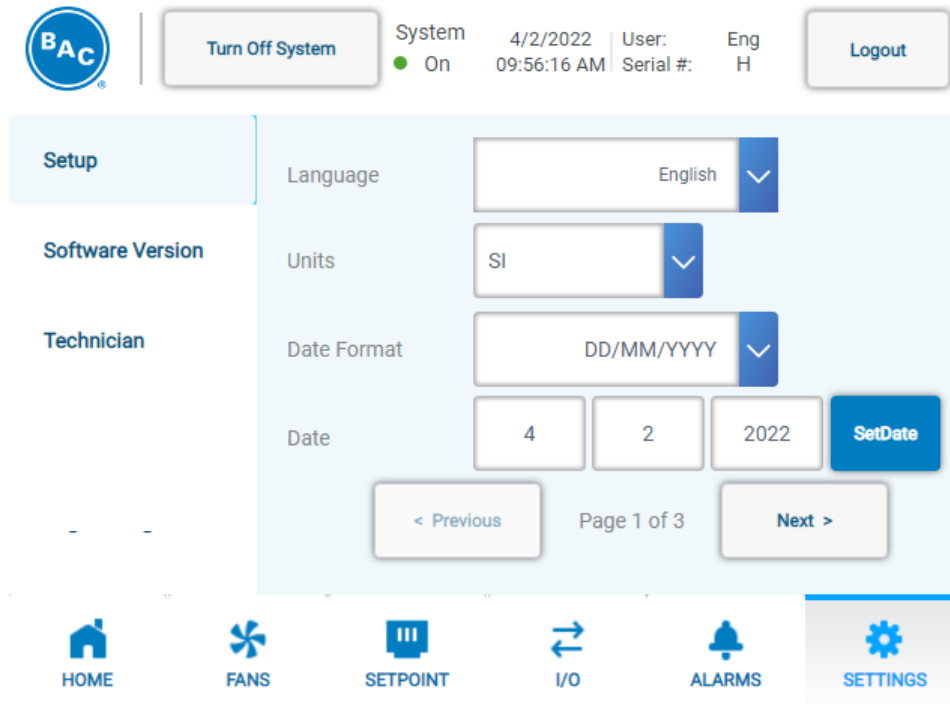 BAC
®
Turn Off System
System
On
4/2/2022
09:56:16 AM
User: Eng
Serial #: H
Logout
Setup
Software Version
Technician
Language English
Units SI
Date Format DD/MM/YYYY
Date 4 2 2022 SetDate
< Previous Page 1 of 3 Next >
HOME FANS SETPOINT I/O ALARMS SETTINGS